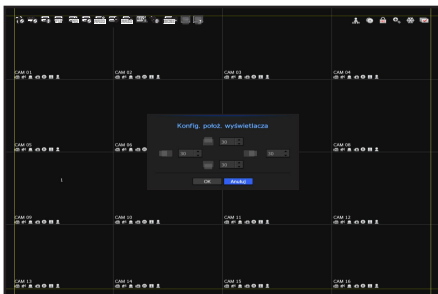 CAM 01
CAM 02
CAM 03
CAM 04
CAM 05
CAM 06
CAM 08
Konfig. położ. wyświetlacza
OK
Anuluj
CAM 09
CAM 10
CAM 11
CAM 12
CAM 13
CAM 14
CAM 15
CAM 16